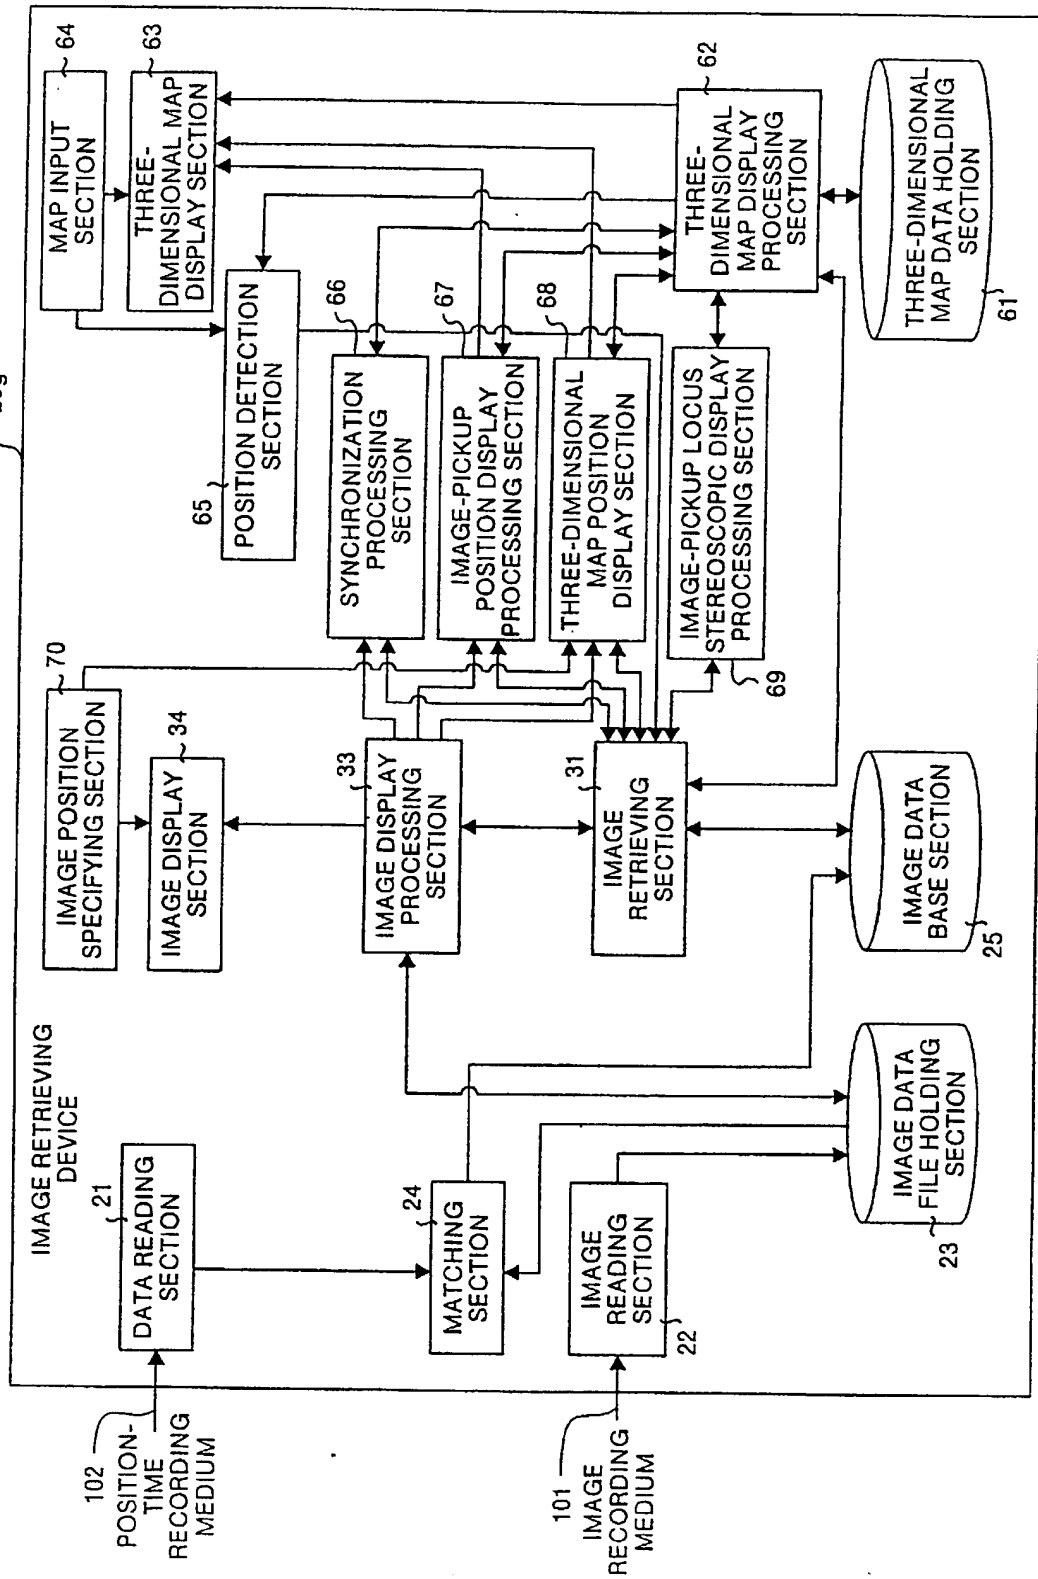 IMAGE RETRIEVING
DEVICE
102
POSITION-
TIME
RECORDING
MEDIUM
21
DATA READING
SECTION
24
MATCHING
SECTION
101
IMAGE
RECORDING
MEDIUM
IMAGE
READING
SECTION
22
IMAGE DATA
FILE HOLDING
SECTION
23
70
IMAGE POSITION
SPECIFYING SECTION
34
IMAGE DISPLAY
SECTION
33
IMAGE DISPLAY
PROCESSING
SECTION
31
IMAGE
RETRIEVING
SECTION
IMAGE DATA
BASE SECTION
25
64
MAP INPUT
SECTION
63
THREE-
DIMENSIONAL MAP
DISPLAY SECTION
65
POSITION DETECTION
SECTION
66
SYNCHRONIZATION
PROCESSING
SECTION
67
IMAGE-PICKUP
POSITION DISPLAY
PROCESSING SECTION
68
THREE-DIMENSIONAL
MAP POSITION
DISPLAY SECTION
IMAGE-PICKUP LOCUS
STEREOSCOPIC DISPLAY
PROCESSING SECTION
69
62
THREE-
DIMENSIONAL
MAP DISPLAY
PROCESSING
SECTION
THREE-DIMENSIONAL
MAP DATA HOLDING
SECTION
61